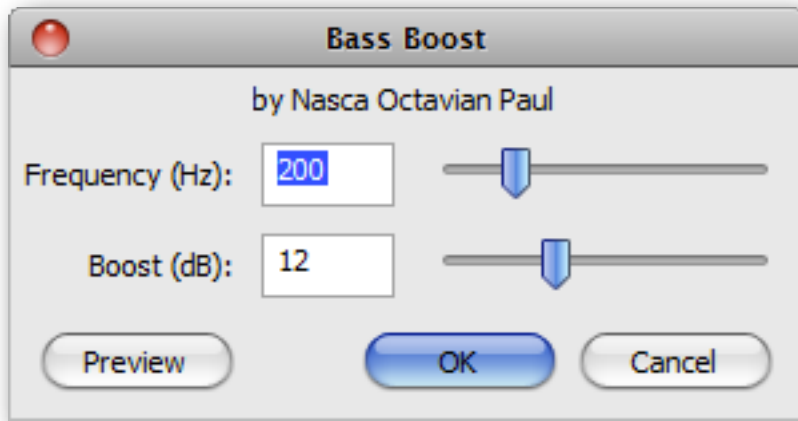 Bass Boost
by Nasca Octavian Paul
Frequency (Hz): 200
Boost (dB): 12
Preview OK Cancel